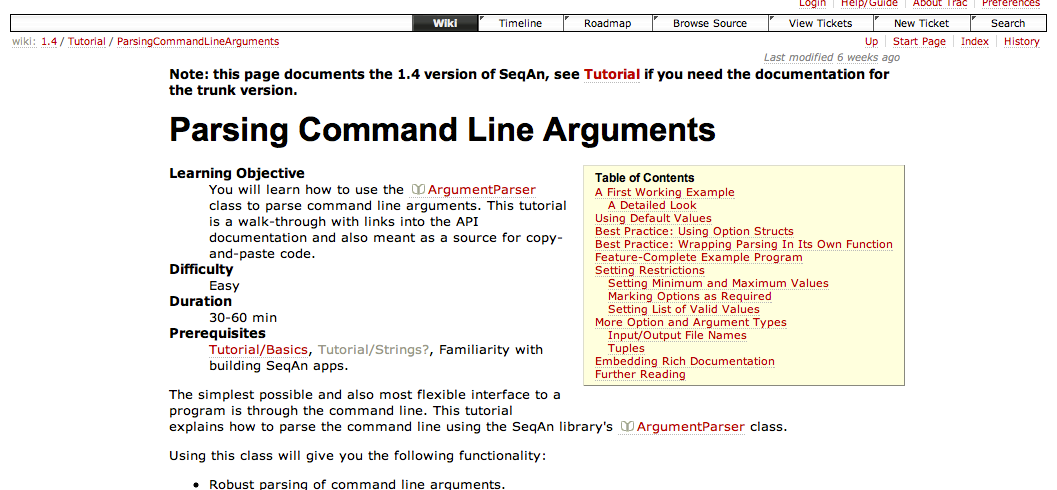 Login | Help/Guide | About Trac | Preferences
Wiki Timeline Roadmap Browse Source View Tickets New Ticket Search
wiki: 1.4 / Tutorial / ParsingCommandLineArguments
Up | Start Page | Index | History
Last modified 6 weeks ago
Note: this page documents the 1.4 version of SeqAn, see Tutorial if you need the documentation for
the trunk version.
Parsing Command Line Arguments
Learning Objective
You will learn how to use the ArgumentParser
class to parse command line arguments. This tutorial
is a walk-through with links into the API
documentation and also meant as a source for copy-
and-paste code.
Difficulty
Easy
Duration
30-60 min
Prerequisites
Tutorial/Basics, Tutorial/Strings?, Familiarity with
building SeqAn apps.
Table of Contents
A First Working Example
A Detailed Look
Using Default Values
Best Practice: Using Option Structs
Best Practice: Wrapping Parsing In Its Own Function
Feature-Complete Example Program
Setting Restrictions
Setting Minimum and Maximum Values
Marking Options as Required
Setting List of Valid Values
More Option and Argument Types
Input/Output File Names
Tuples
Embedding Rich Documentation
Further Reading
The simplest possible and also most flexible interface to a
program is through the command line. This tutorial
explains how to parse the command line using the SeqAn library's ArgumentParser class.
Using this class will give you the following functionality:
• Robust parsing of command line arguments.